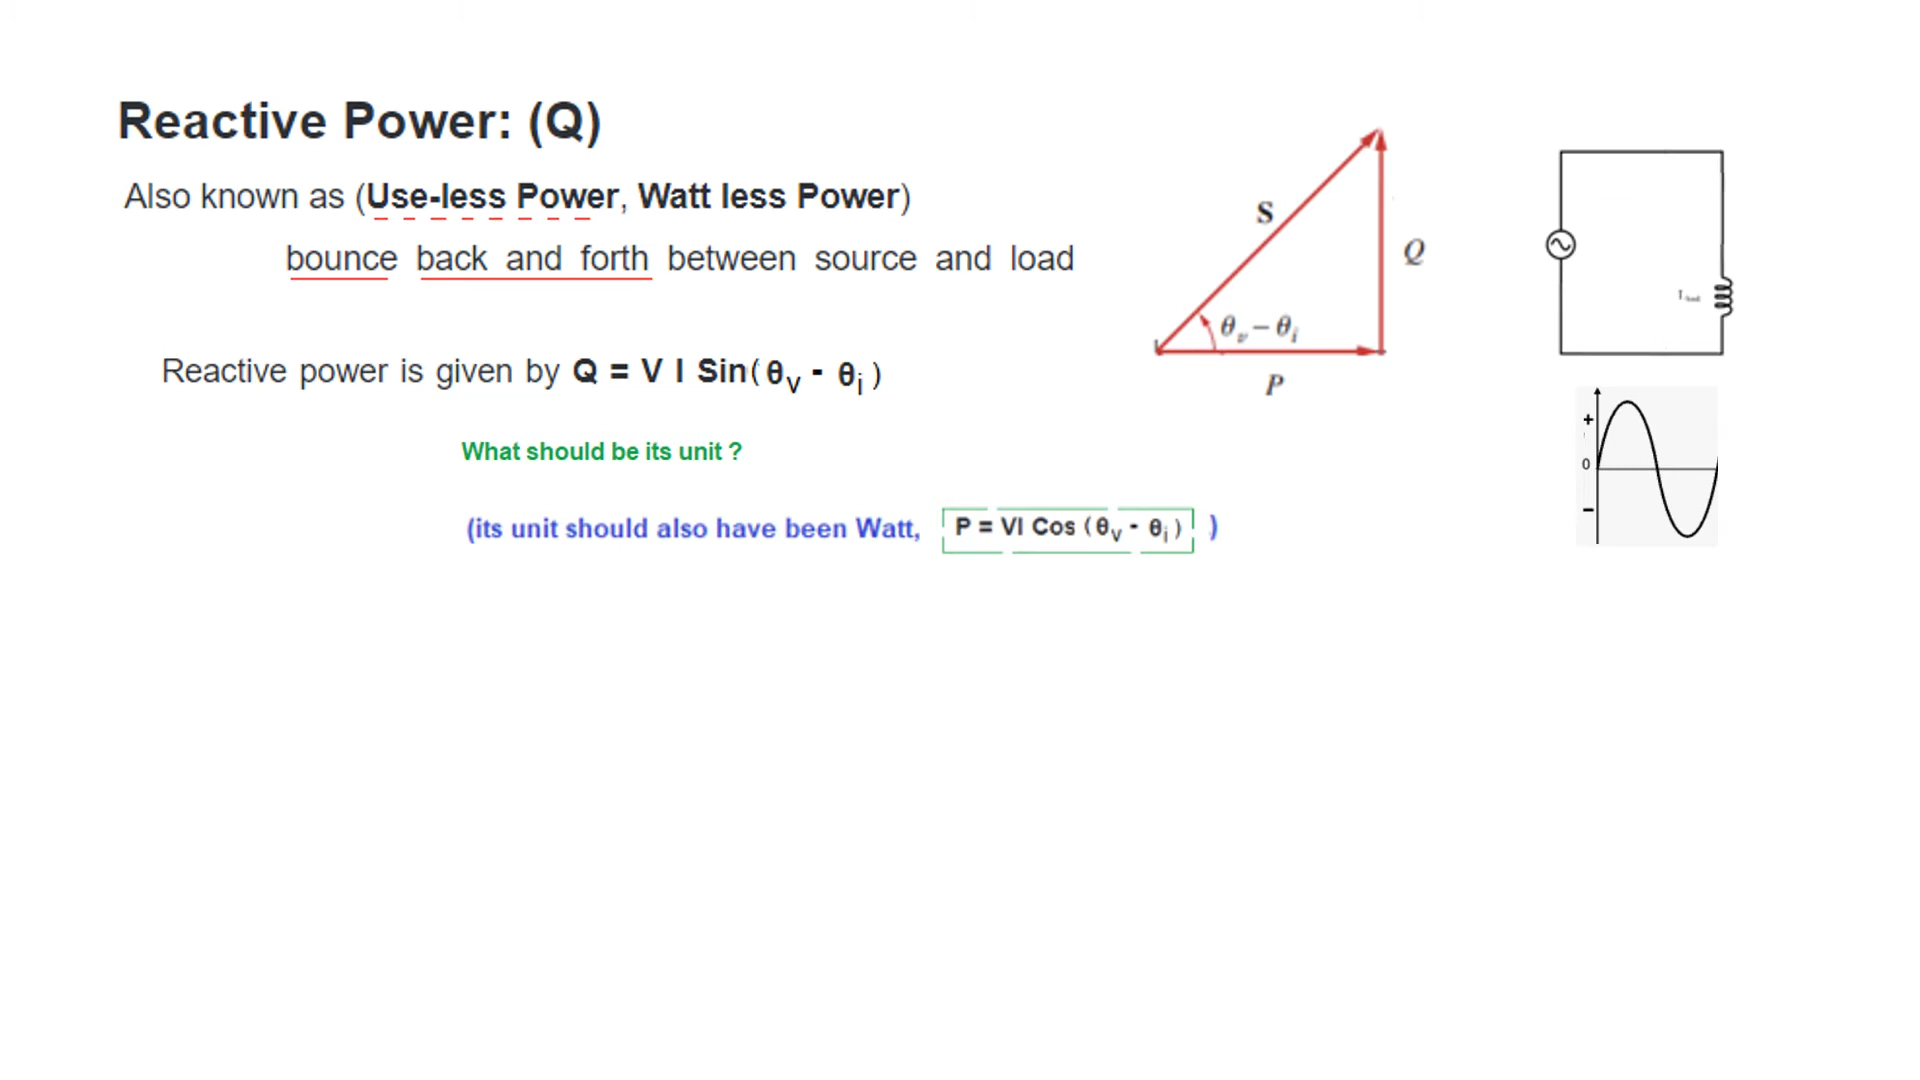 Reactive Power: (Q)
Also known as (Use-less Power, Watt less Power)
bounce back and forth between source and load
Reactive power is given by Q = V I Sin(θv - θi)
What should be its unit ?
(its unit should also have been Watt, P = VI Cos (θv - θi) )
S
Q
θv – θi
P
+
0
-